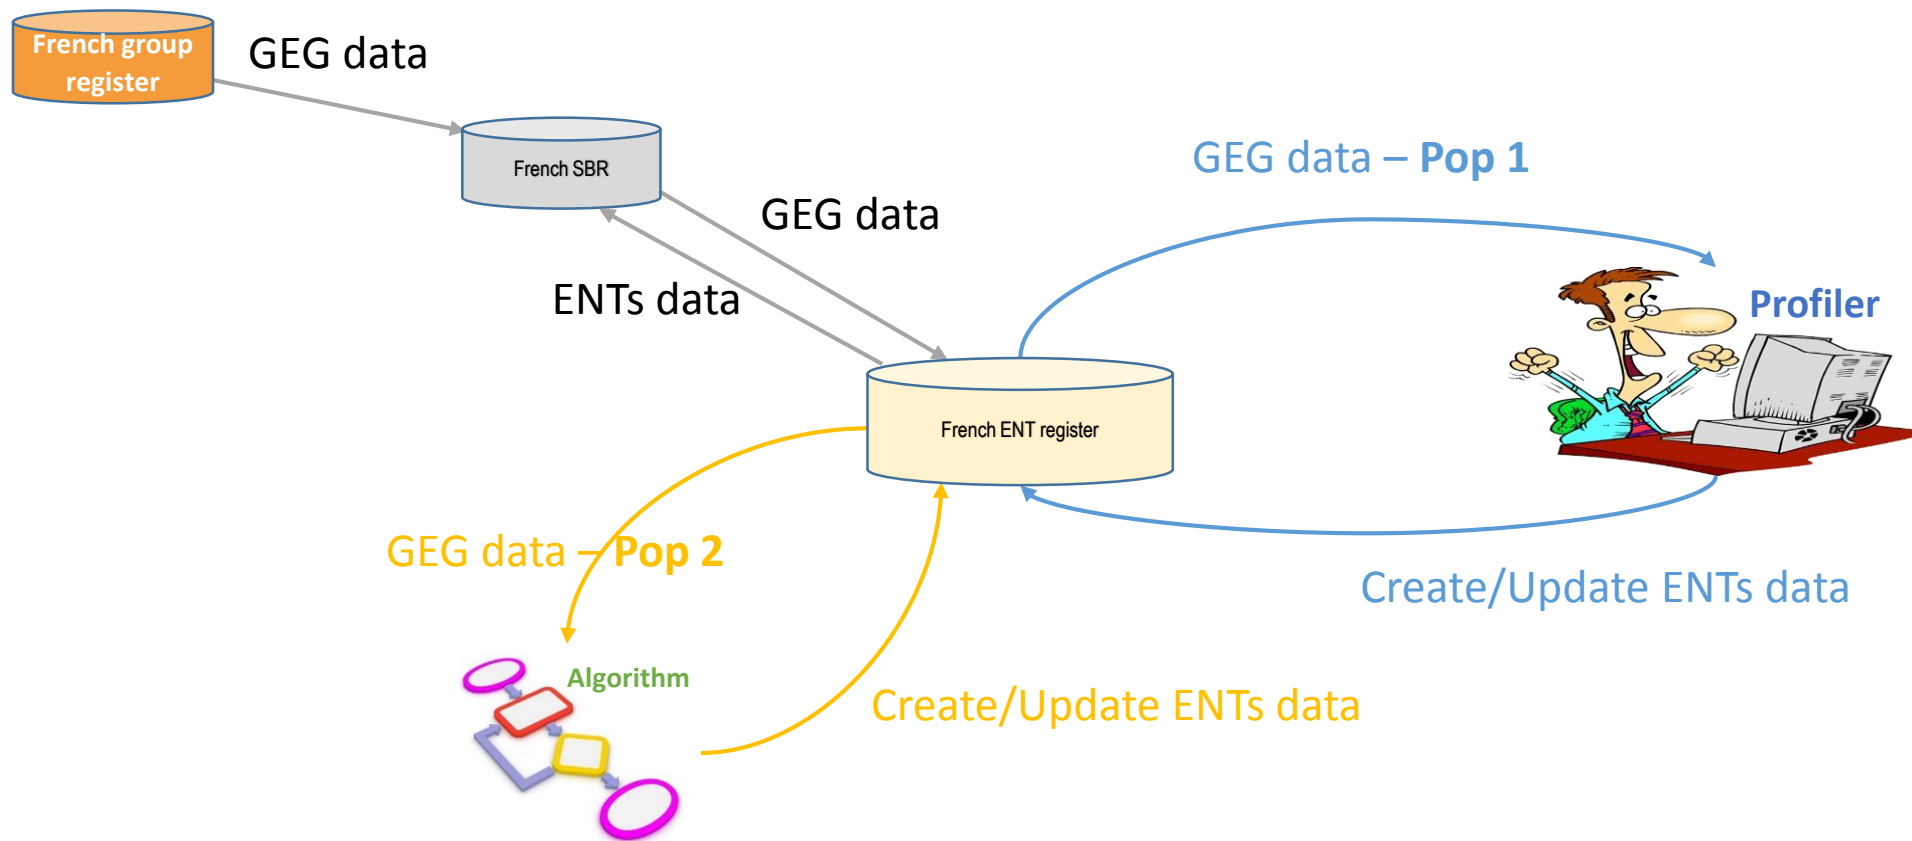 French group
register
GEG data
French SBR
GEG data – Pop 1
GEG data
ENTs data
Profiler
French ENT register
GEG data – Pop 2
Create/Update ENTs data
Algorithm
Create/Update ENTs data